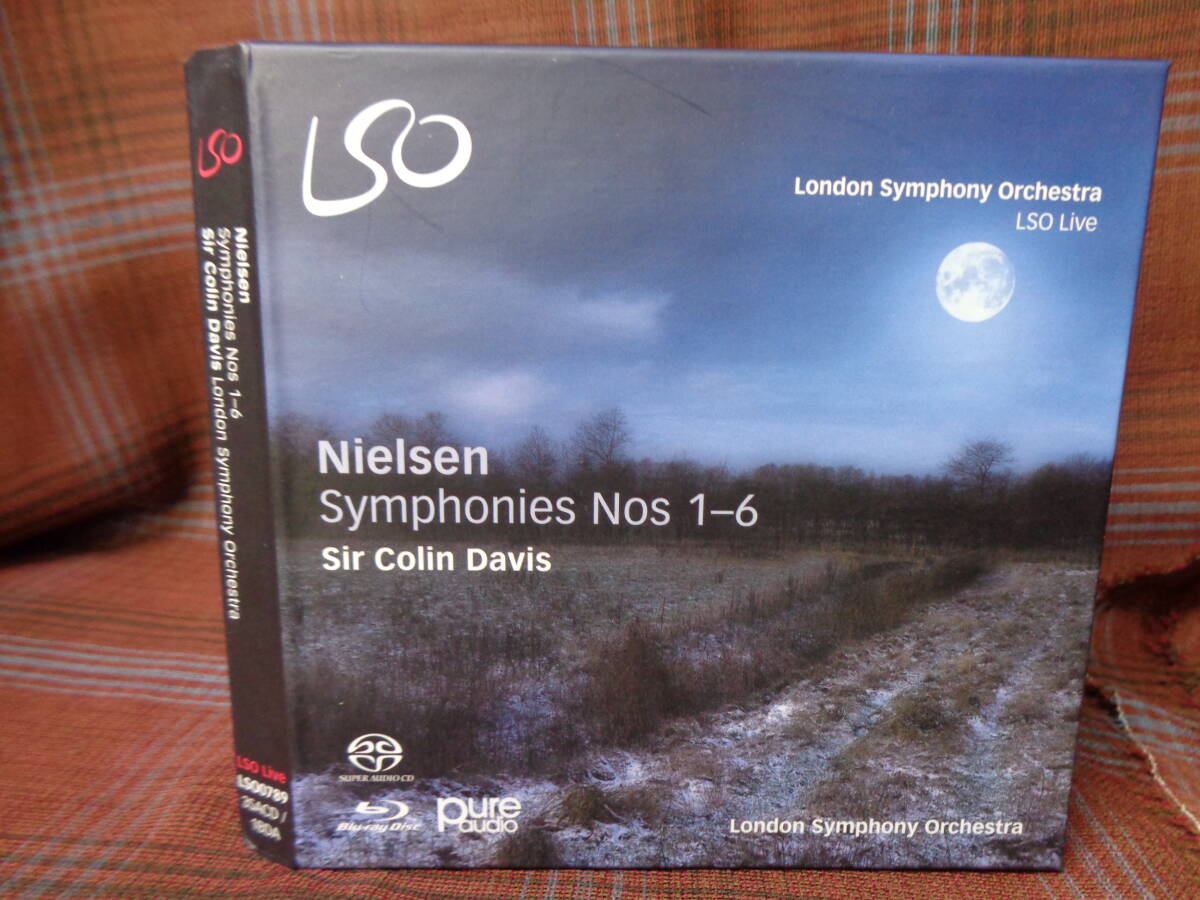 LSO
Nielsen
Symphonies Nos 1–6
Sir Colin Davis London Symphony Orchestra
LSO Live
LSO0789
3SACD /
1BDA
LSO
London Symphony Orchestra
LSO Live
Nielsen
Symphonies Nos 1–6
Sir Colin Davis
SUPER AUDIO CD
Blu-ray Disc
pure
audio
London Symphony Orchestra